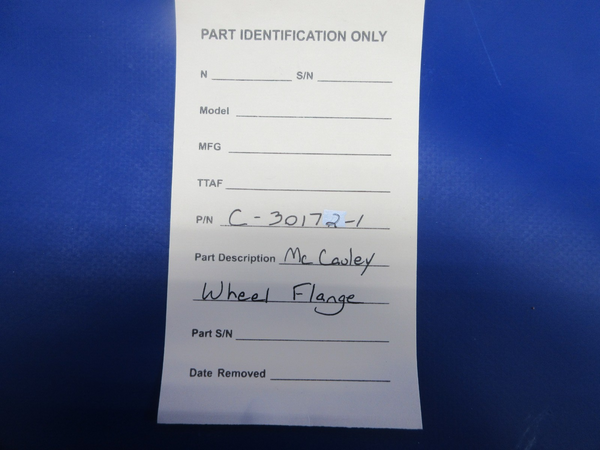 PART IDENTIFICATION ONLY
N S/N
Model
MFG
TTAF
P/N C-30172-1
Part Description McCauley
Wheel Flange
Part S/N
Date Removed